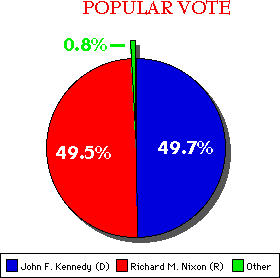 POPULAR VOTE
0.8%
49.5% 49.7%
John F. Kennedy (D) Richard M. Nixon (R) Other